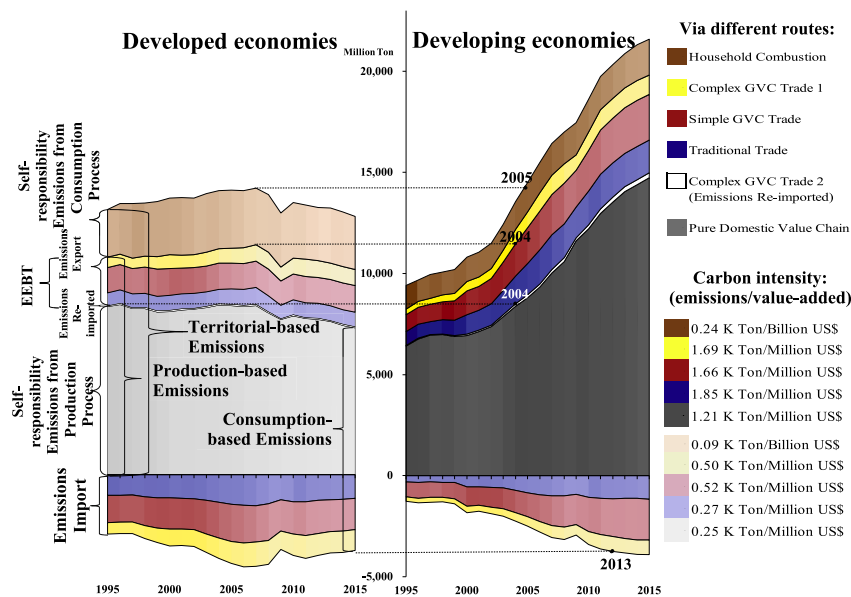 Developed economies
Million Ton
Developing economies
20,000
15,000
10,000
5,000
0
−5,000
2005
2004
2004
2013
Self-
responsibility
Emissions from
Consumption
Process
EEBT
Emissions
Export
Emissions
Re-
imported
Self-
responsibility
Emissions from
Production
Process
Emissions
Import
Territorial-based
Emissions
Production-based
Emissions
Consumption-
based Emissions
1995
2000
2005
2010
2015
1995
2000
2005
2010
2015
Via different routes:
Household Combustion
Complex GVC Trade 1
Simple GVC Trade
Traditional Trade
Complex GVC Trade 2
(Emissions Re-imported)
Pure Domestic Value Chain
Carbon intensity:
(emissions/value-added)
0.24 K Ton/Billion US$
1.69 K Ton/Million US$
1.66 K Ton/Million US$
1.85 K Ton/Million US$
1.21 K Ton/Million US$
0.09 K Ton/Billion US$
0.50 K Ton/Million US$
0.52 K Ton/Million US$
0.27 K Ton/Million US$
0.25 K Ton/Million US$